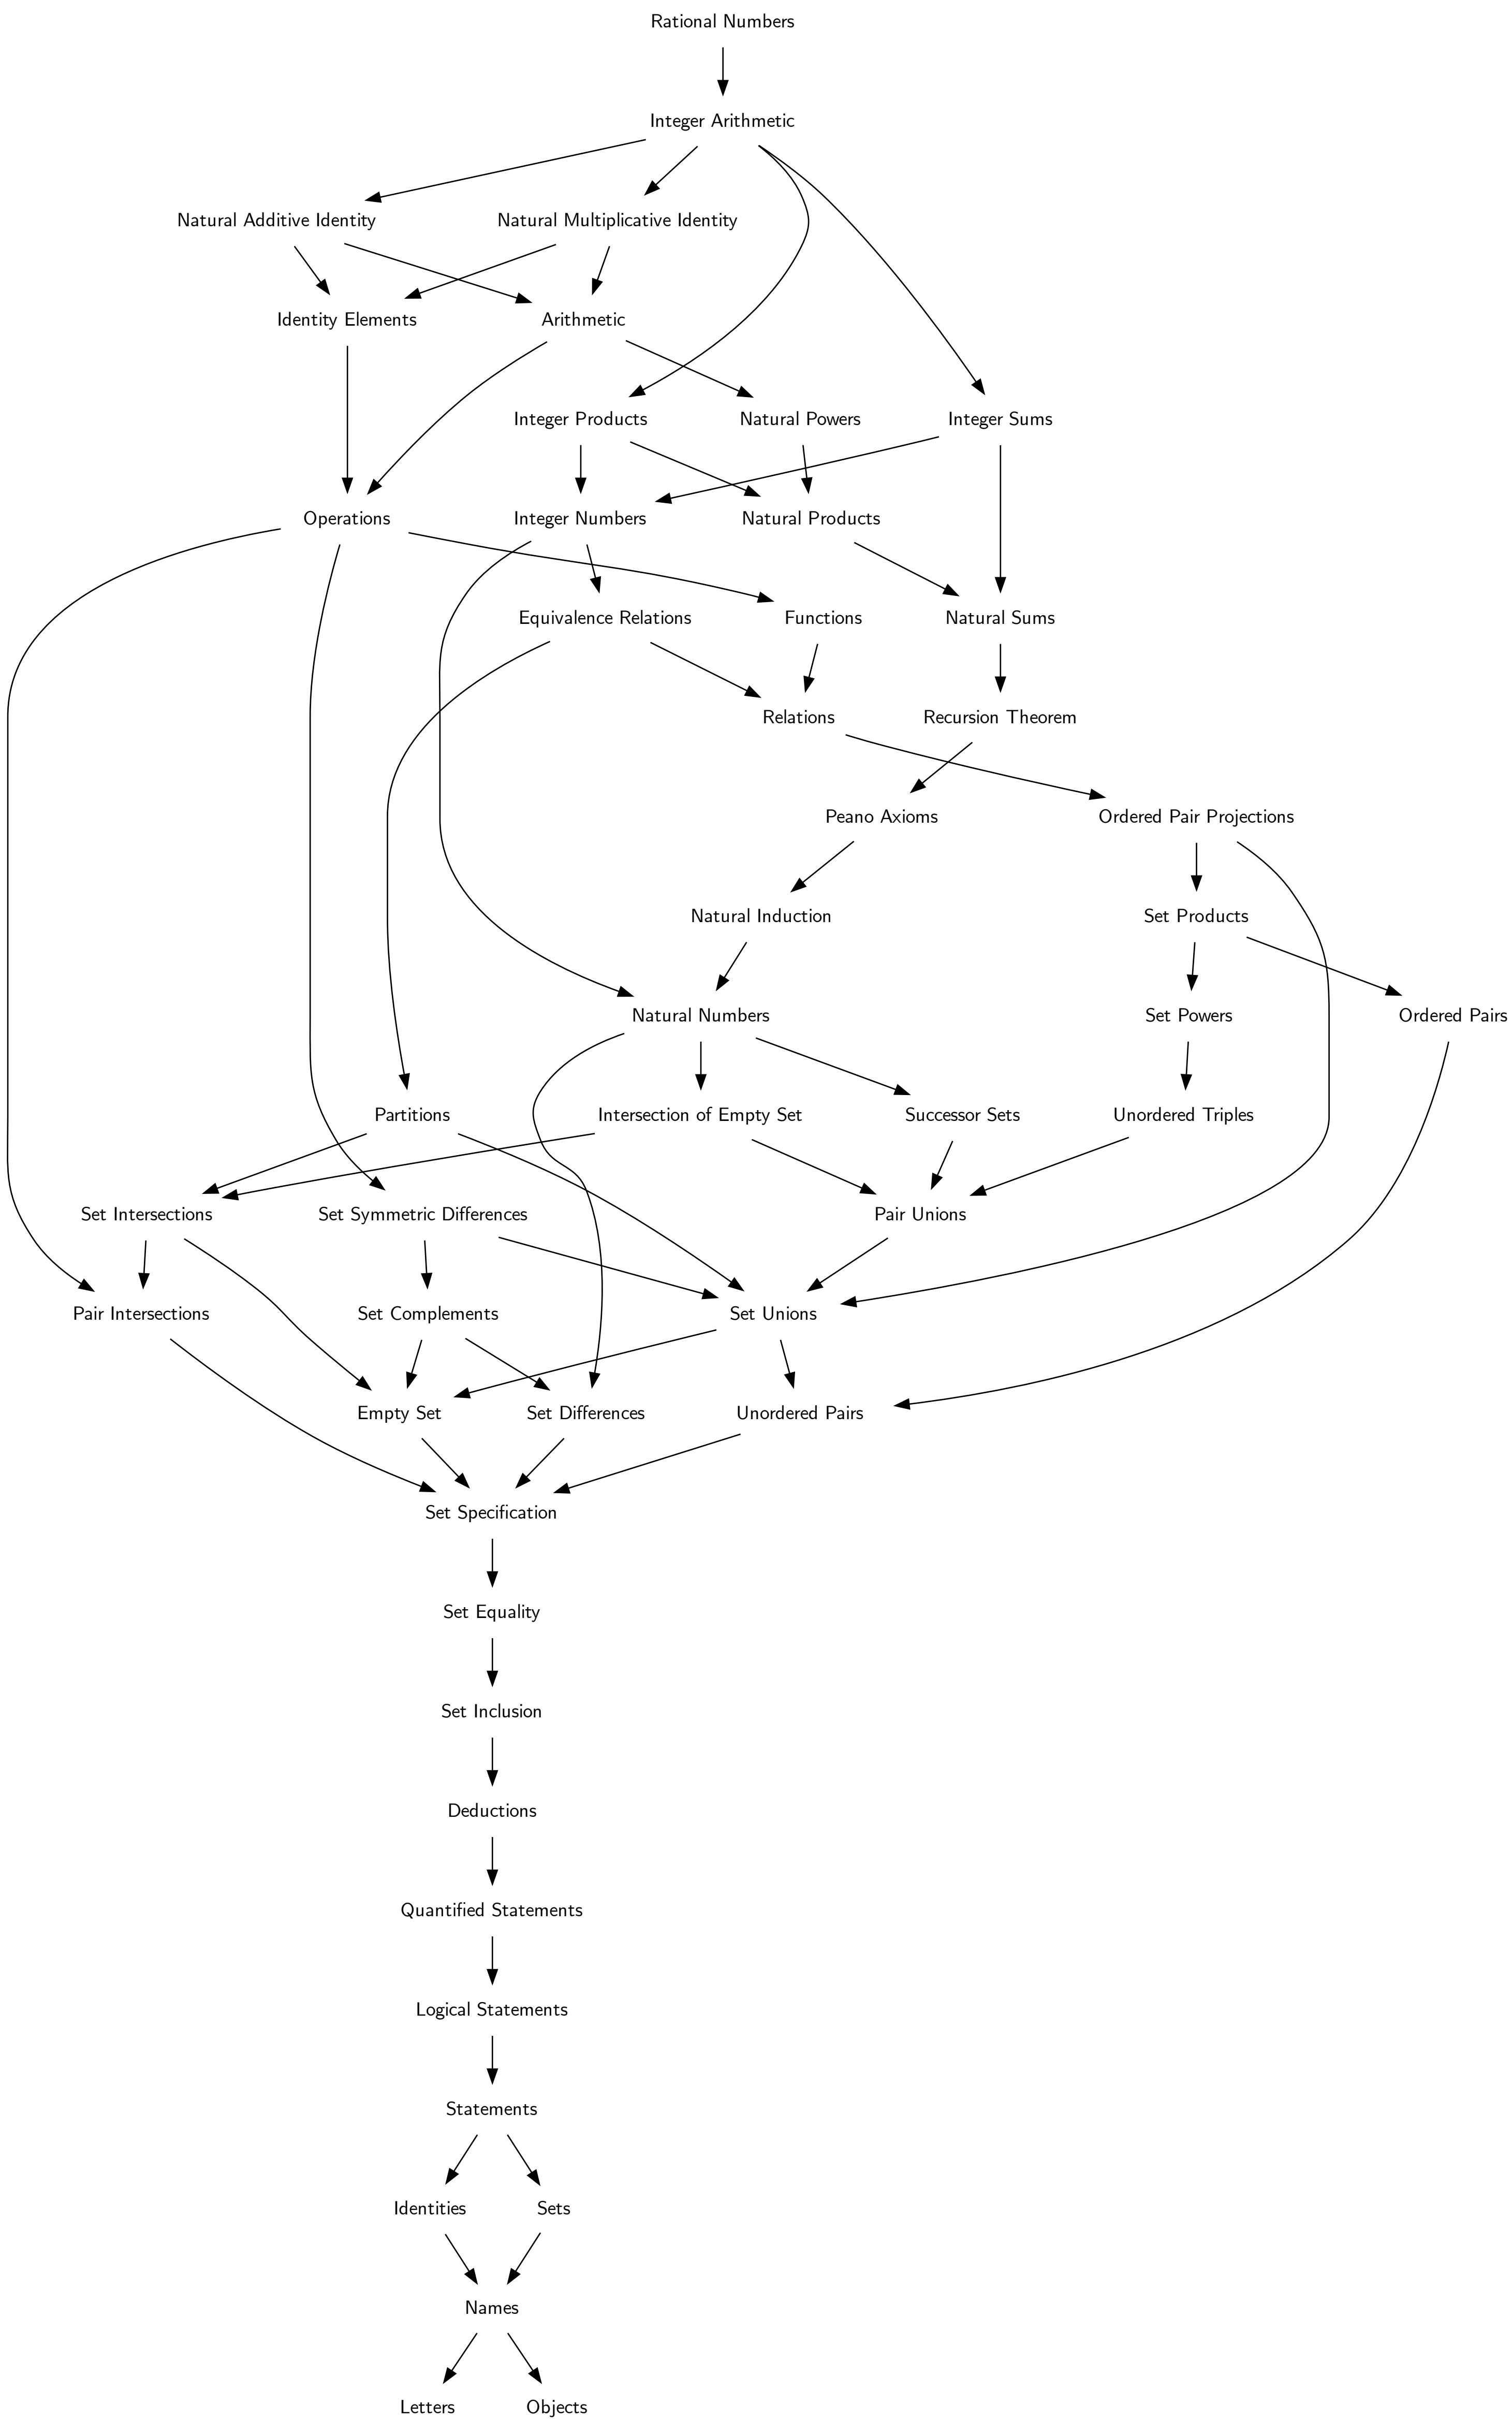 Rational Numbers
Integer Arithmetic
Natural Additive Identity
Natural Multiplicative Identity
Identity Elements
Arithmetic
Integer Products
Natural Powers
Integer Sums
Operations
Integer Numbers
Natural Products
Equivalence Relations
Functions
Natural Sums
Relations
Recursion Theorem
Peano Axioms
Ordered Pair Projections
Natural Induction
Set Products
Natural Numbers
Set Powers
Ordered Pairs
Partitions
Intersection of Empty Set
Successor Sets
Unordered Triples
Set Intersections
Set Symmetric Differences
Pair Unions
Pair Intersections
Set Complements
Set Unions
Empty Set
Set Differences
Unordered Pairs
Set Specification
Set Equality
Set Inclusion
Deductions
Quantified Statements
Logical Statements
Statements
Identities
Sets
Names
Letters
Objects